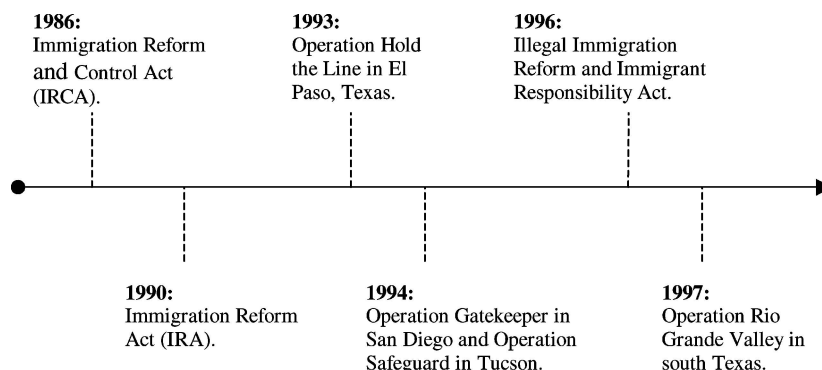 1986:
Immigration Reform
and Control Act
(IRCA).
1993:
Operation Hold
the Line in El
Paso, Texas.
1996:
Illegal Immigration
Reform and Immigrant
Responsibility Act.
1990:
Immigration Reform
Act (IRA).
1994:
Operation Gatekeeper in
San Diego and Operation
Safeguard in Tucson.
1997:
Operation Rio
Grande Valley in
south Texas.